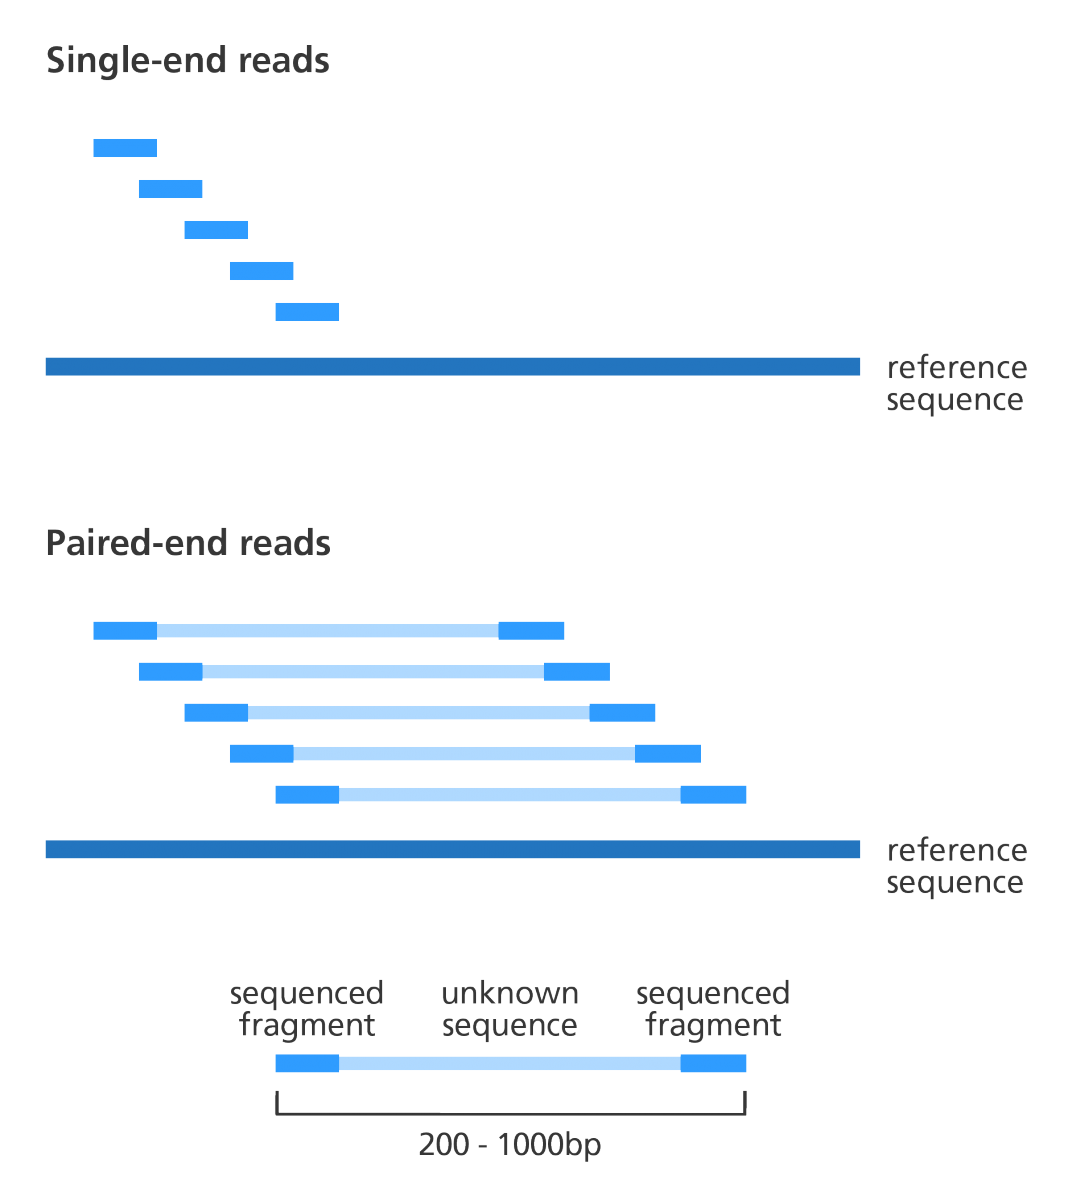 Single-end reads
reference
sequence
Paired-end reads
reference
sequence
sequenced
fragment
unknown
sequence
sequenced
fragment
200 - 1000bp